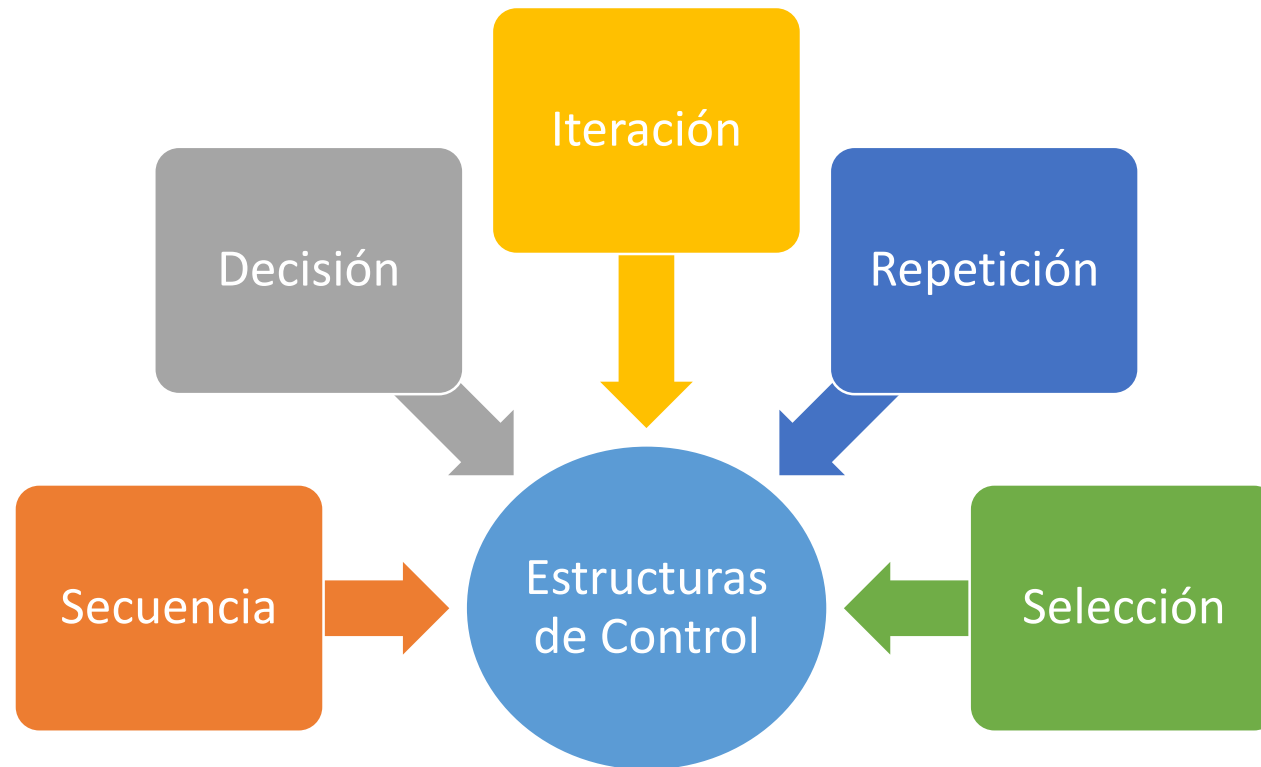 Iteración
Decisión
Repetición
Secuencia
Estructuras
de Control
Selección